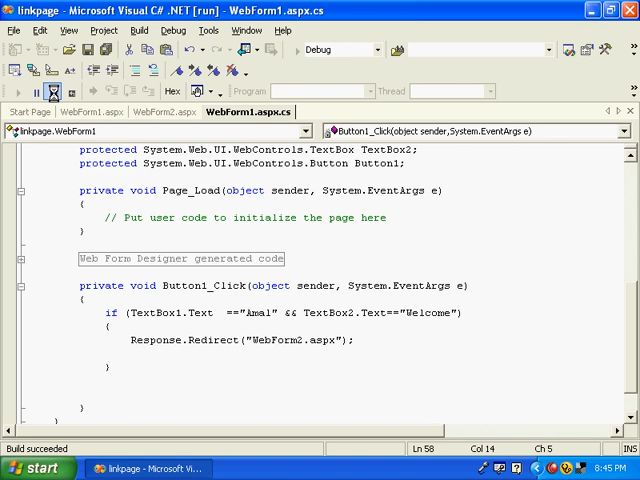 linkpage - Microsoft Visual C# .NET [run] - WebForm1.aspx.cs
File Edit View Project Build Debug Tools Window Help
Debug
Hex Program Thread
Start Page WebForm1.aspx WebForm2.aspx WebForm1.aspx.cs
linkpage.WebForm1 Button1_Click(object sender,System.EventArgs e)
protected System.Web.UI.WebControls.TextBox TextBox2;
protected System.Web.UI.WebControls.Button Button1;
private void Page_Load(object sender, System.EventArgs e)
{
// Put user code to initialize the page here
}
Web Form Designer generated code
private void Button1_Click(object sender, System.EventArgs e)
{
if (TextBox1.Text  =="Amal" && TextBox2.Text=="Welcome")
{
Response.Redirect("WebForm2.aspx");
}
}
}
Build succeeded Ln 58 Col 14 Ch 5 INS
start linkpage - Microsoft Vi... 8:45 PM